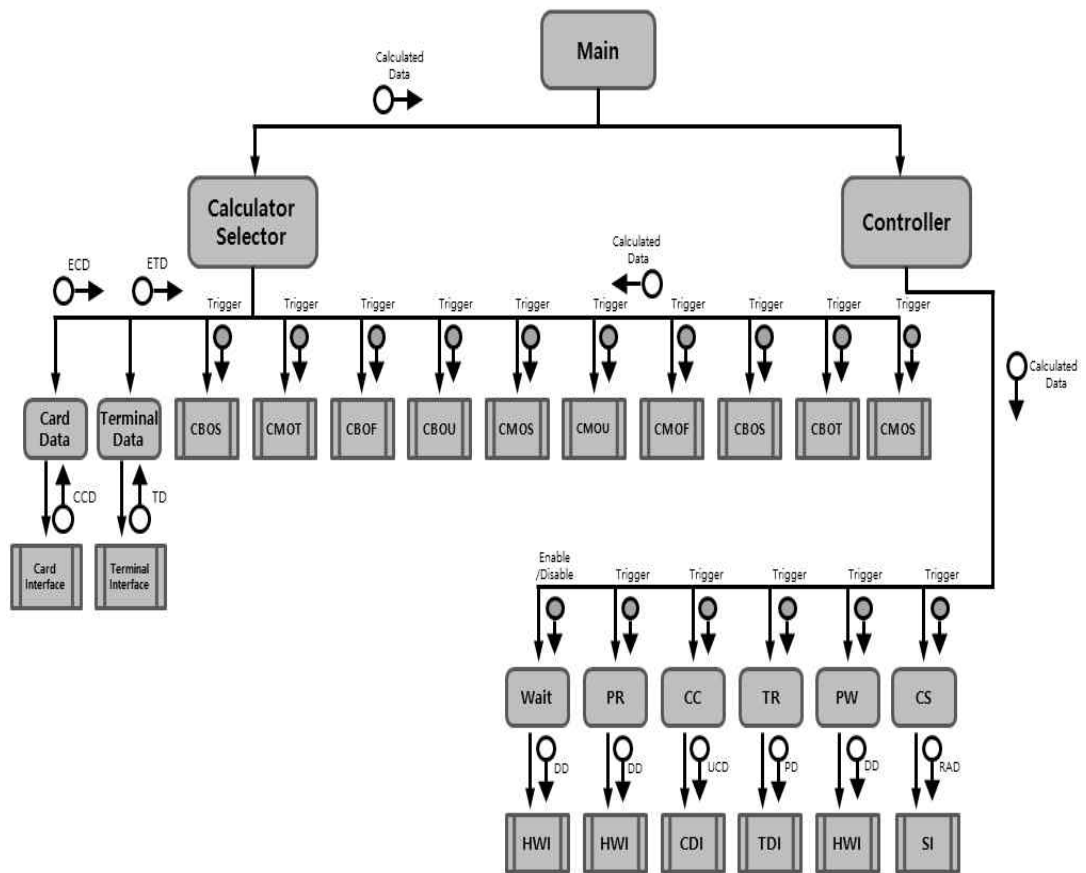 Main
Calculated
Data
Calculator
Selector
Controller
Calculated
Data
ECD
ETD
Trigger
Trigger
Trigger
Trigger
Trigger
Trigger
Trigger
Trigger
Trigger
Trigger
Calculated
Data
Card
Data
Terminal
Data
CBOS
CMOT
CBOF
CBOU
CMOS
CMOU
CMOF
CBOS
CBOT
CMOS
CCD
TD
Card
Interface
Terminal
Interface
Enable
/Disable
Trigger
Trigger
Trigger
Trigger
Trigger
Wait
PR
CC
TR
PW
CS
DD
DD
UCD
PD
DD
RAD
HWI
HWI
CDI
TDI
HWI
SI